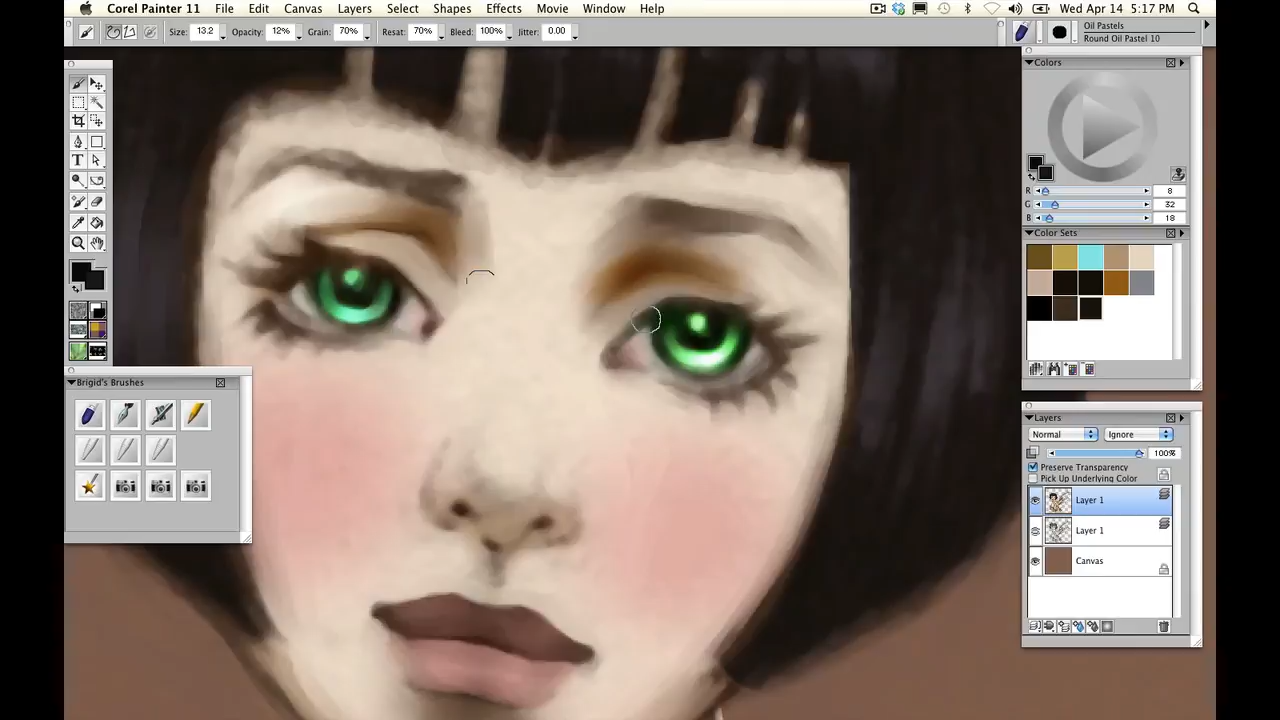 Corel Painter 11 File Edit Canvas Layers Select Shapes Effects Movie Window Help Wed Apr 14 5:17 PM
Size: 13.2 Opacity: 12% Grain: 70% Resat: 70% Bleed: 100% Jitter: 0.00
Oil Pastels
Round Oil Pastel 10
Colors
R 8
G 32
B 18
Color Sets
Brigid's Brushes
Layers
Normal Ignore
100%
Preserve Transparency
Pick Up Underlying Color
Layer 1
Layer 1
Canvas